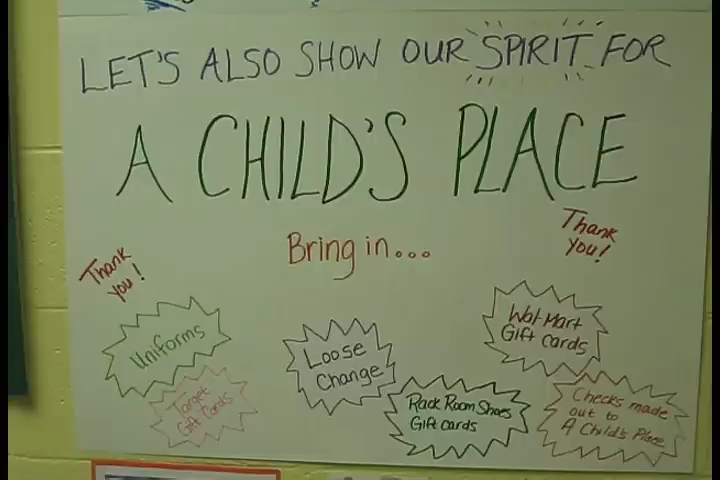 LET'S ALSO SHOW OUR SPIRIT FOR
A CHILD'S PLACE
Bring in...
Thank
you!
Thank
you!
Uniforms
Target
Gift Cards
Loose
Change
Rack Room Shoes
Gift cards
Wal-Mart
Gift cards
Checks made
out to
A Child's Place